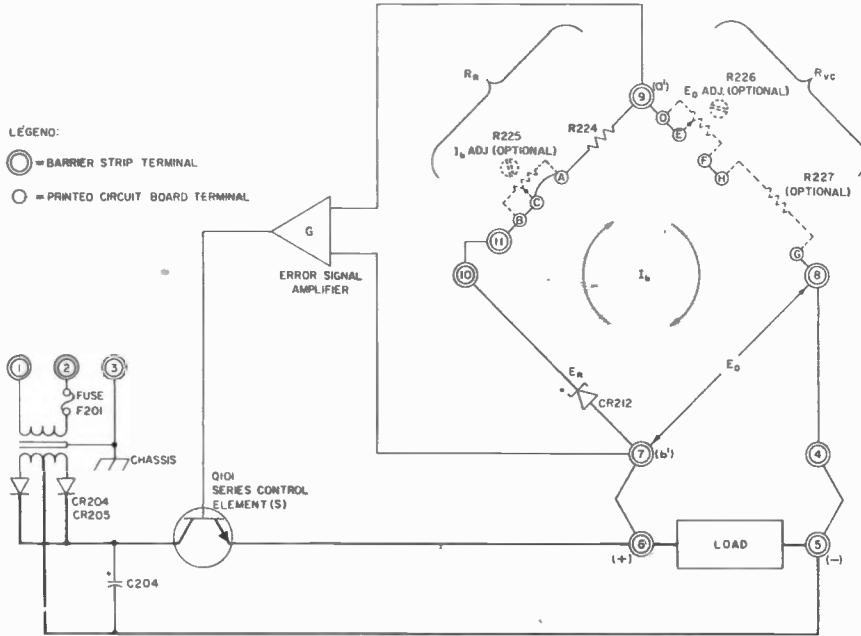 R_R
R_VC
R226
E_O ADJ. (OPTIONAL)
9
(a')
D
E
R224
R225
I_b ADJ (OPTIONAL)
A
C
B
11
10
F
H
R227
(OPTIONAL)
G
8
LEGEND:
= BARRIER STRIP TERMINAL
= PRINTED CIRCUIT BOARD TERMINAL
G
ERROR SIGNAL
AMPLIFIER
I_b
E_O
E_R
CR212
1
2
3
FUSE
F201
CHASSIS
CR204
CR205
C204
Q101
SERIES CONTROL
ELEMENT(S)
7
(b')
4
6
(+)
LOAD
5
(-)